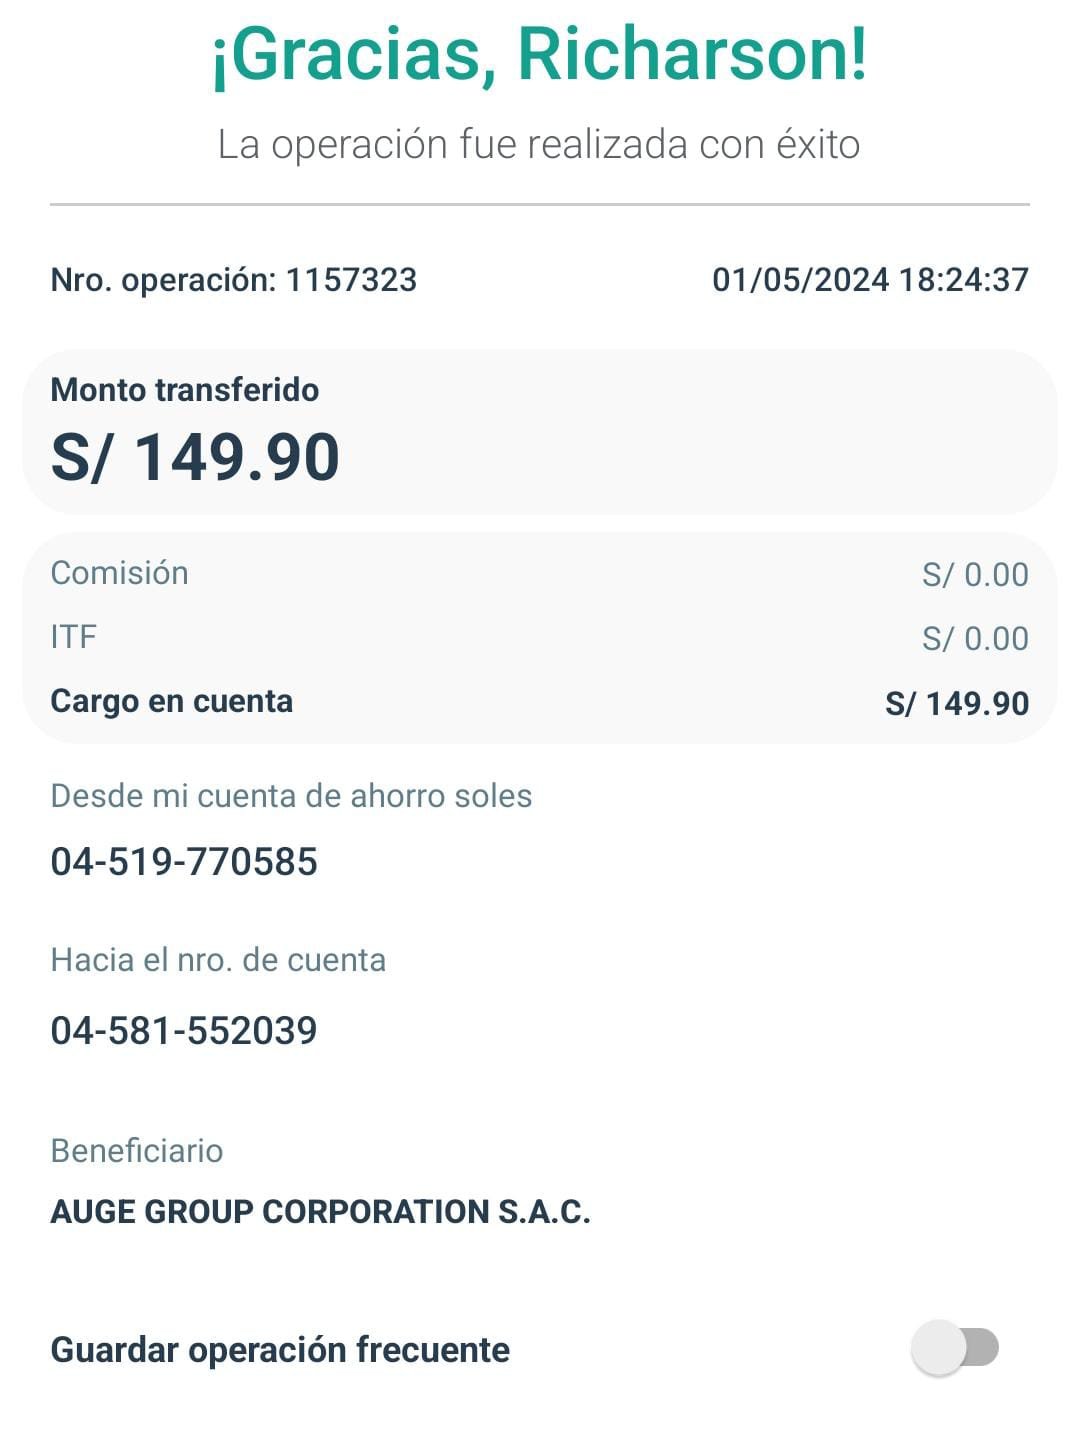 ¡Gracias, Richarson!
La operación fue realizada con éxito
Nro. operación: 1157323 01/05/2024 18:24:37
Monto transferido
S/ 149.90
Comisión S/ 0.00
ITF S/ 0.00
Cargo en cuenta S/ 149.90
Desde mi cuenta de ahorro soles
04-519-770585
Hacia el nro. de cuenta
04-581-552039
Beneficiario
AUGE GROUP CORPORATION S.A.C.
Guardar operación frecuente